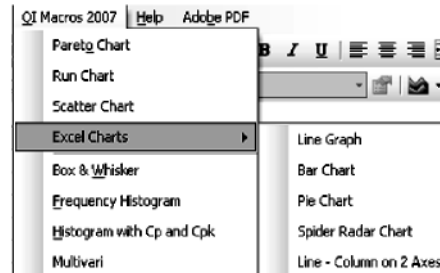 QI Macros 2007 Help Adobe PDF
Pareto Chart
B I U
Run Chart
Scatter Chart
Excel Charts
Line Graph
Box & Whisker
Bar Chart
Frequency Histogram
Pie Chart
Histogram with Cp and Cpk
Spider Radar Chart
Multivari
Line - Column on 2 Axes